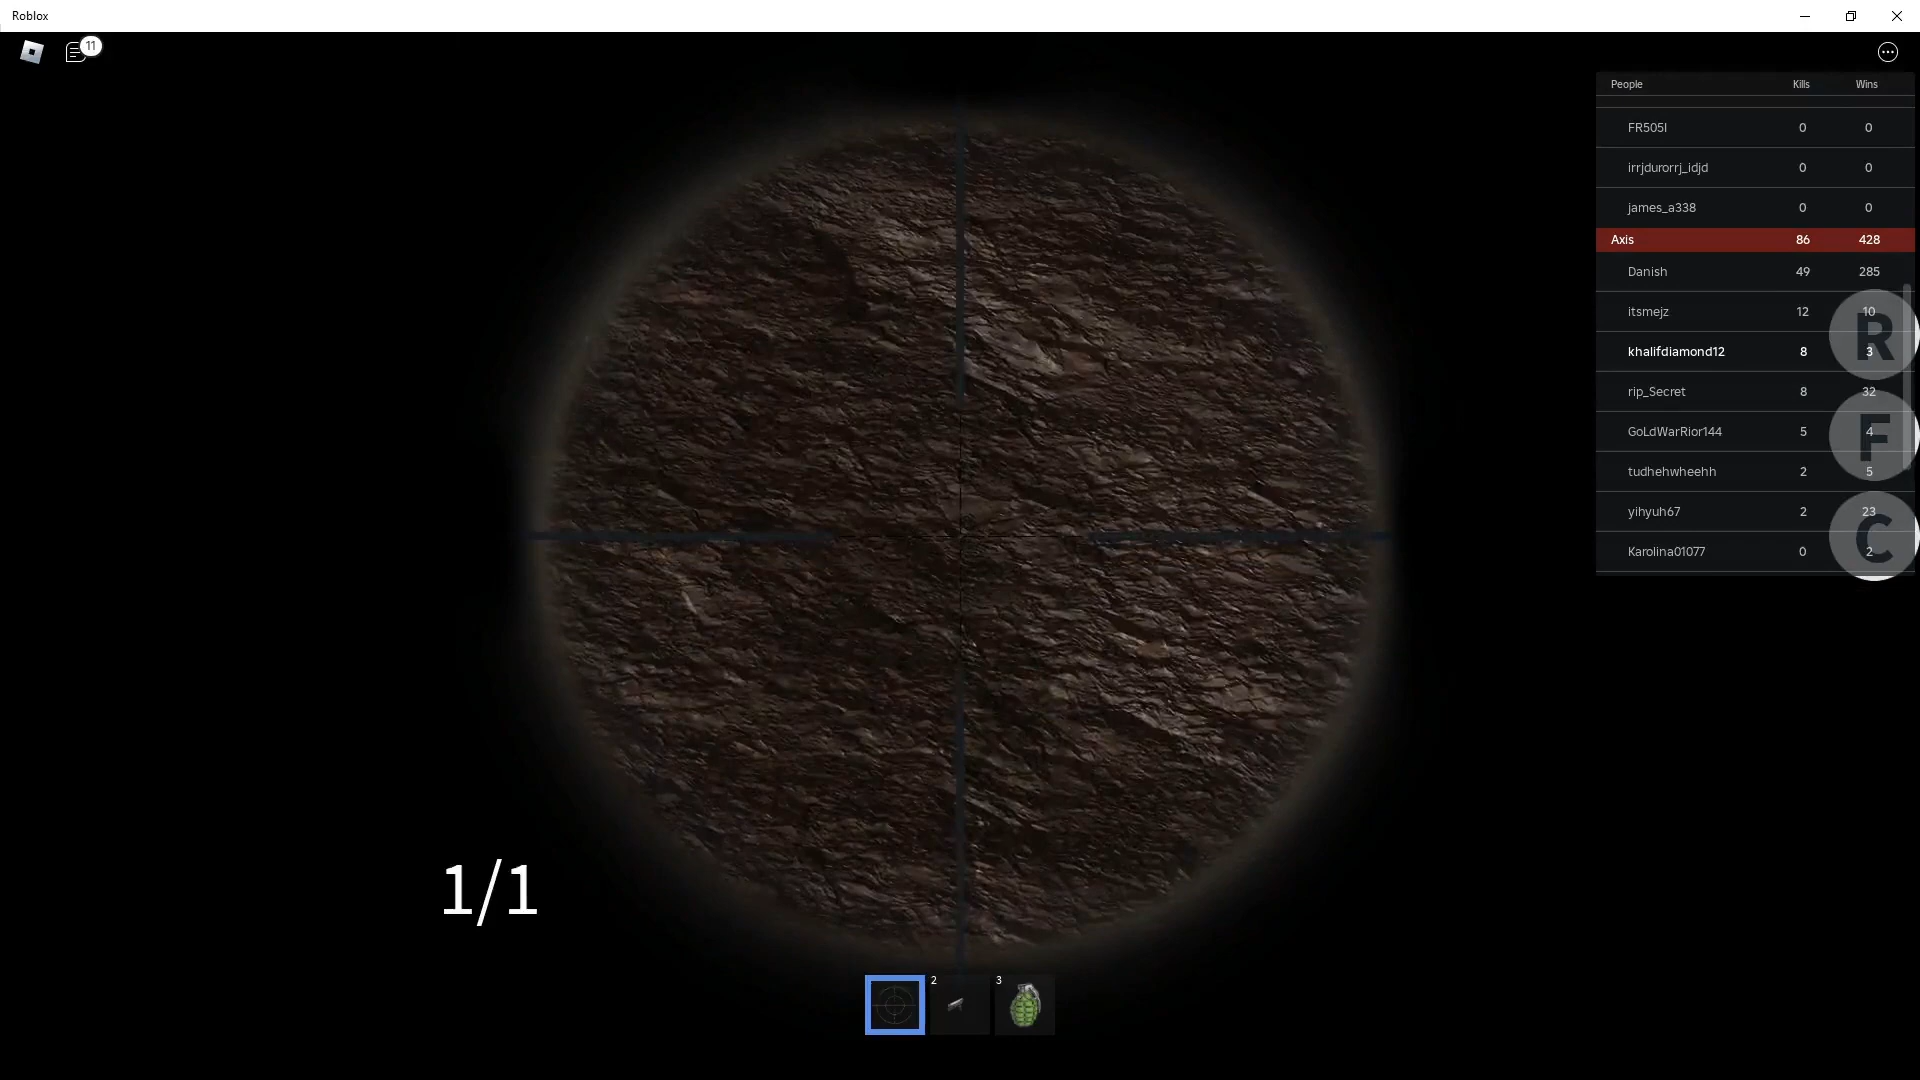 Roblox
11
People Kills Wins
FR505I 0 0
irrjdurorrj_idjd 0 0
james_a338 0 0
Axis 86 428
Danish 49 285
itsmejz 12 10
khalifdiamond12 8 3
rip_Secret 8 32
GoLdWarRior144 5 4
tudhehwheehh 2 5
yihyuh67 2 23
Karolina01077 0 2
R
F
C
1/1
2
3